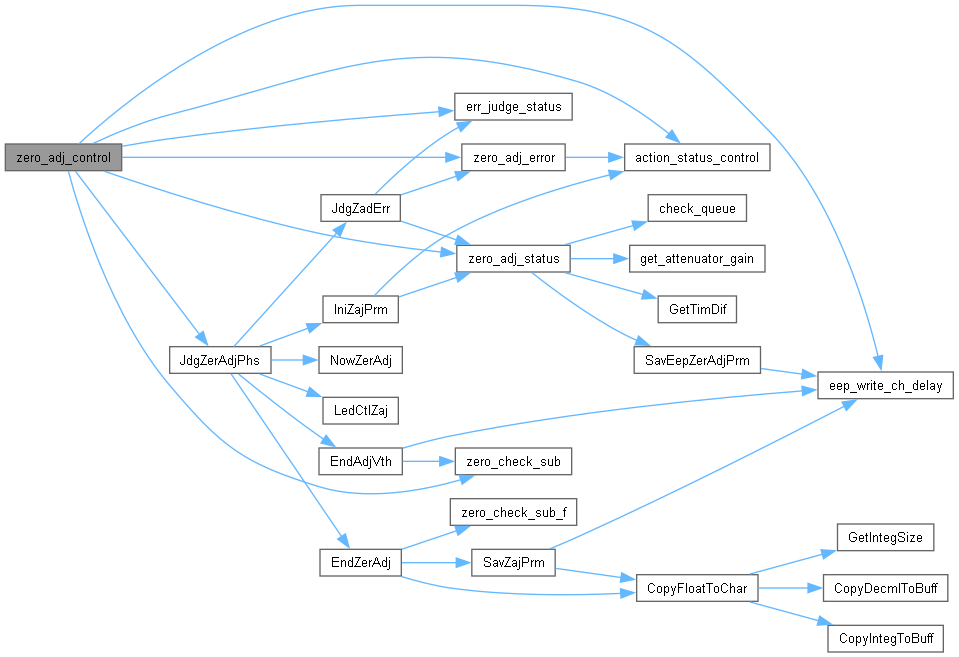 err_judge_status
zero_adj_control
zero_adj_error
action_status_control
JdgZadErr
check_queue
zero_adj_status
get_attenuator_gain
IniZajPrm
GetTimDif
JdgZerAdjPhs
NowZerAdj
SavEepZerAdjPrm
eep_write_ch_delay
LedCtlZaj
EndAdjVth
zero_check_sub
zero_check_sub_f
GetIntegSize
EndZerAdj
SavZajPrm
CopyFloatToChar
CopyDecmlToBuff
CopyIntegToBuff